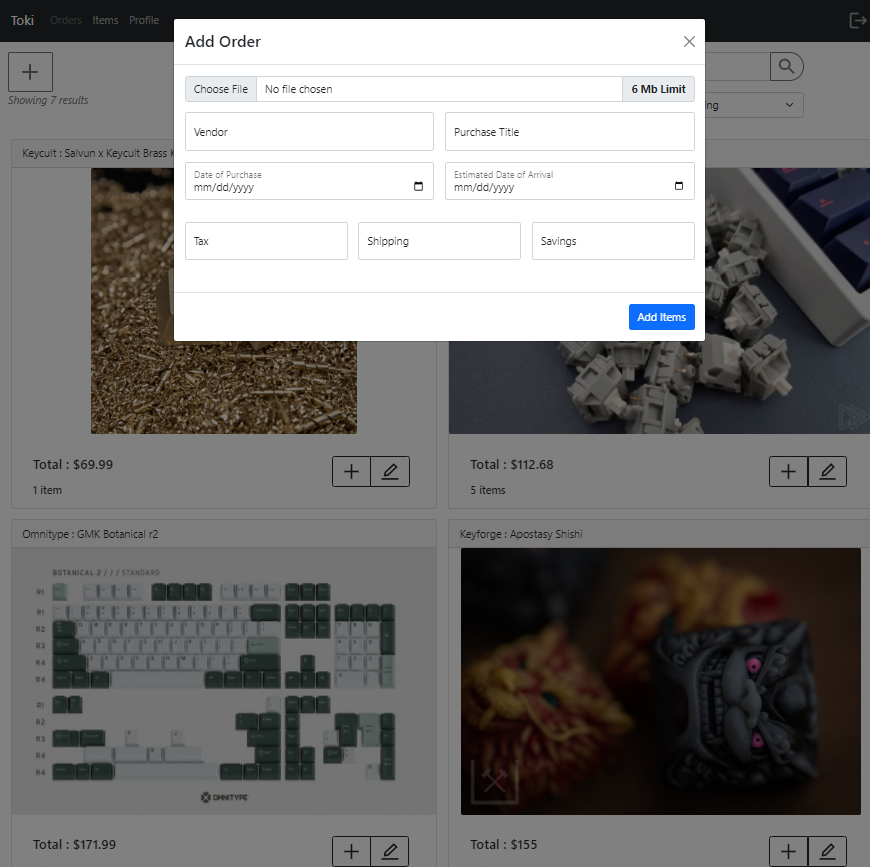 Toki Orders Items Profile
Add Order
Showing 7 results
Choose File No file chosen 6 Mb Limit
Vendor Purchase Title
Date of Purchase Estimated Date of Arrival
mm/dd/yyyy mm/dd/yyyy
Keycult : Salvun x Keycult Brass
Tax Shipping Savings
Add Items
Total : $69.99 Total : $112.68
1 item 5 items
Omnitype : GMK Botanical r2 Keyforge : Apostasy Shishi
BOTANICAL 2 / / / STANDARD
R1
R1
R2
R3
R4
R1
R2
R3
R4
R4
OMNITYPE
Total : $171.99 Total : $155